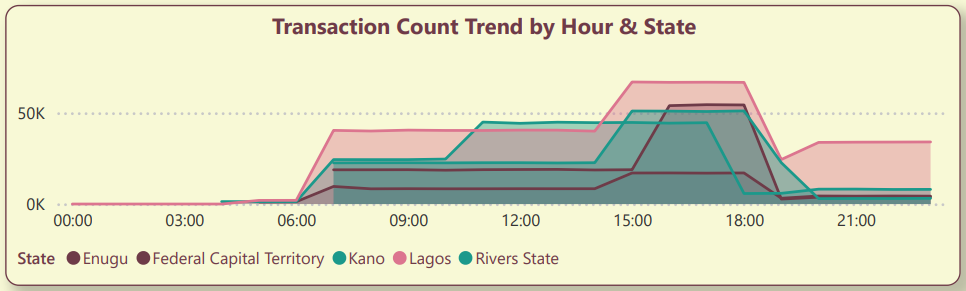 Transaction Count Trend by Hour & State
50K
0K
00:00 03:00 06:00 09:00 12:00 15:00 18:00 21:00
State Enugu Federal Capital Territory Kano Lagos Rivers State